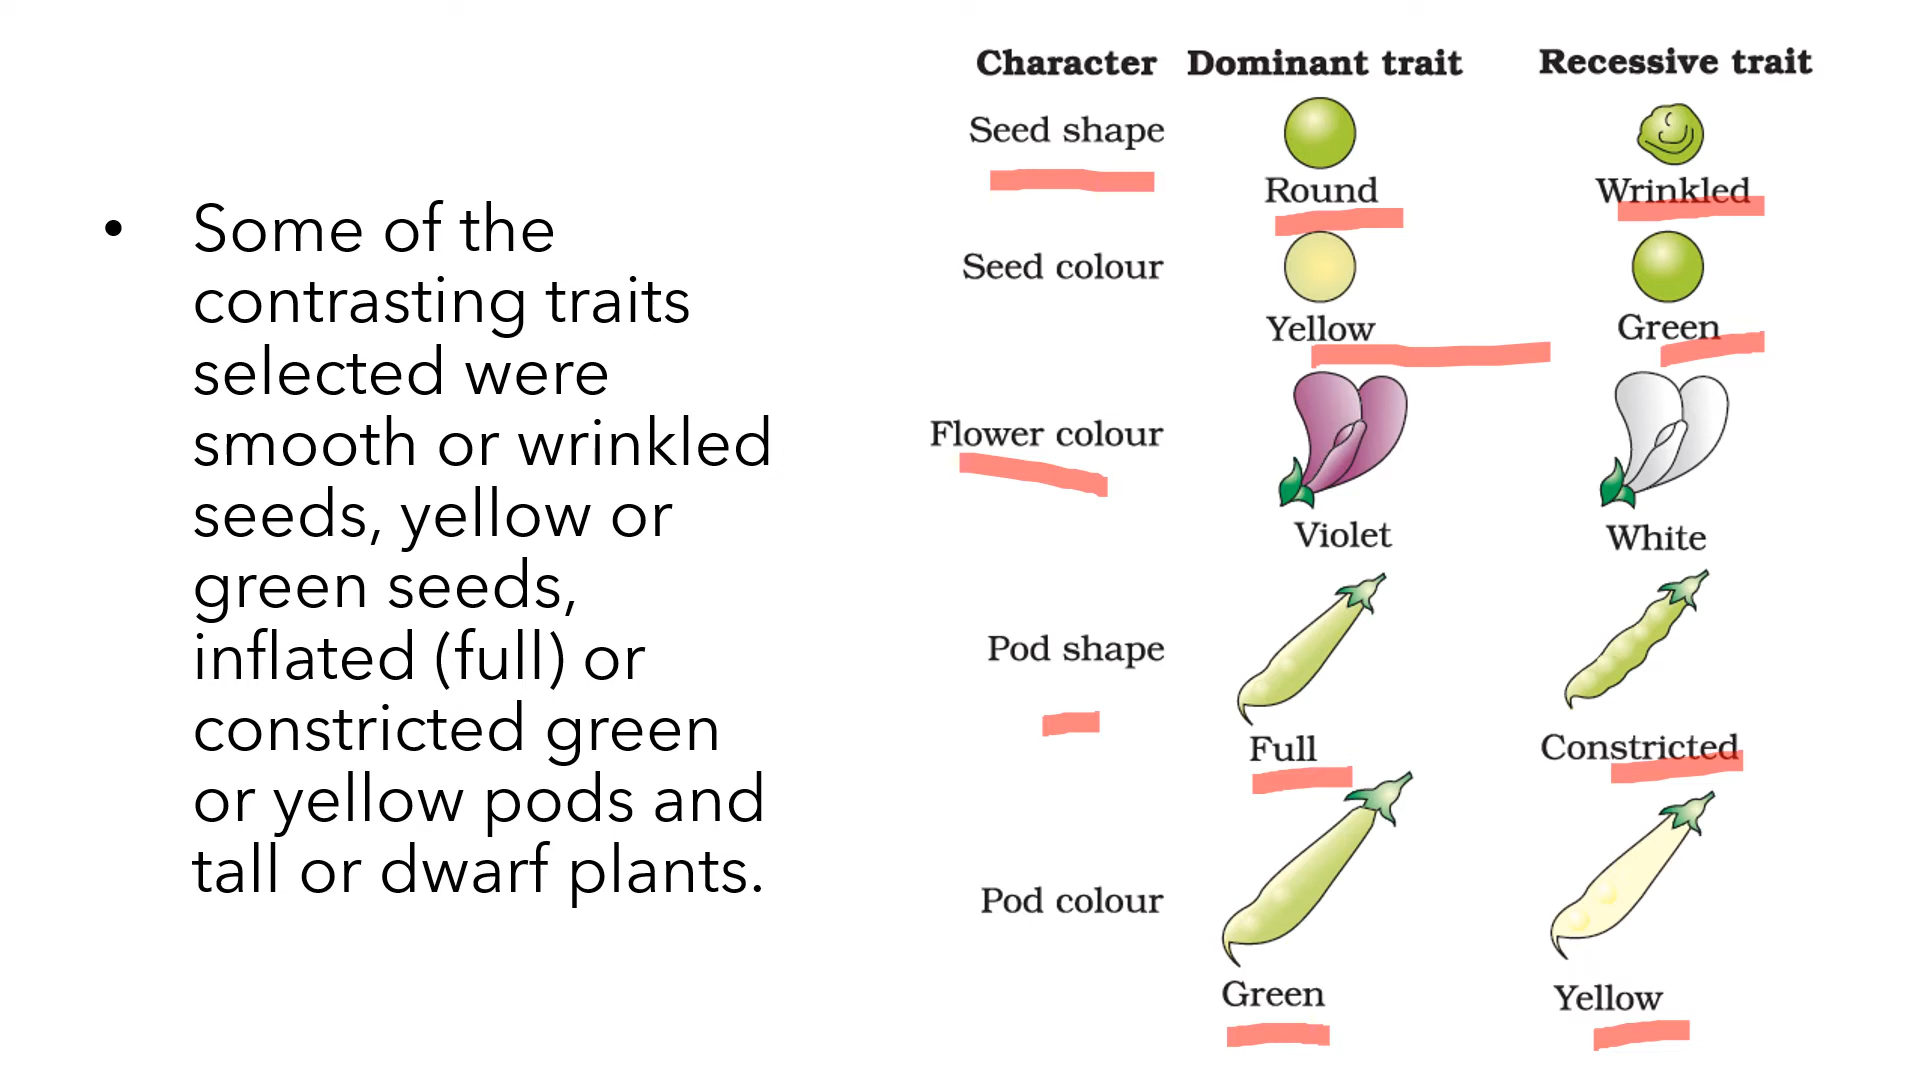 • Some of the
contrasting traits
selected were
smooth or wrinkled
seeds, yellow or
green seeds,
inflated (full) or
constricted green
or yellow pods and
tall or dwarf plants.
Character Dominant trait Recessive trait
Seed shape
Round Wrinkled
Seed colour
Yellow Green
Flower colour
Violet White
Pod shape
Full Constricted
Pod colour
Green Yellow